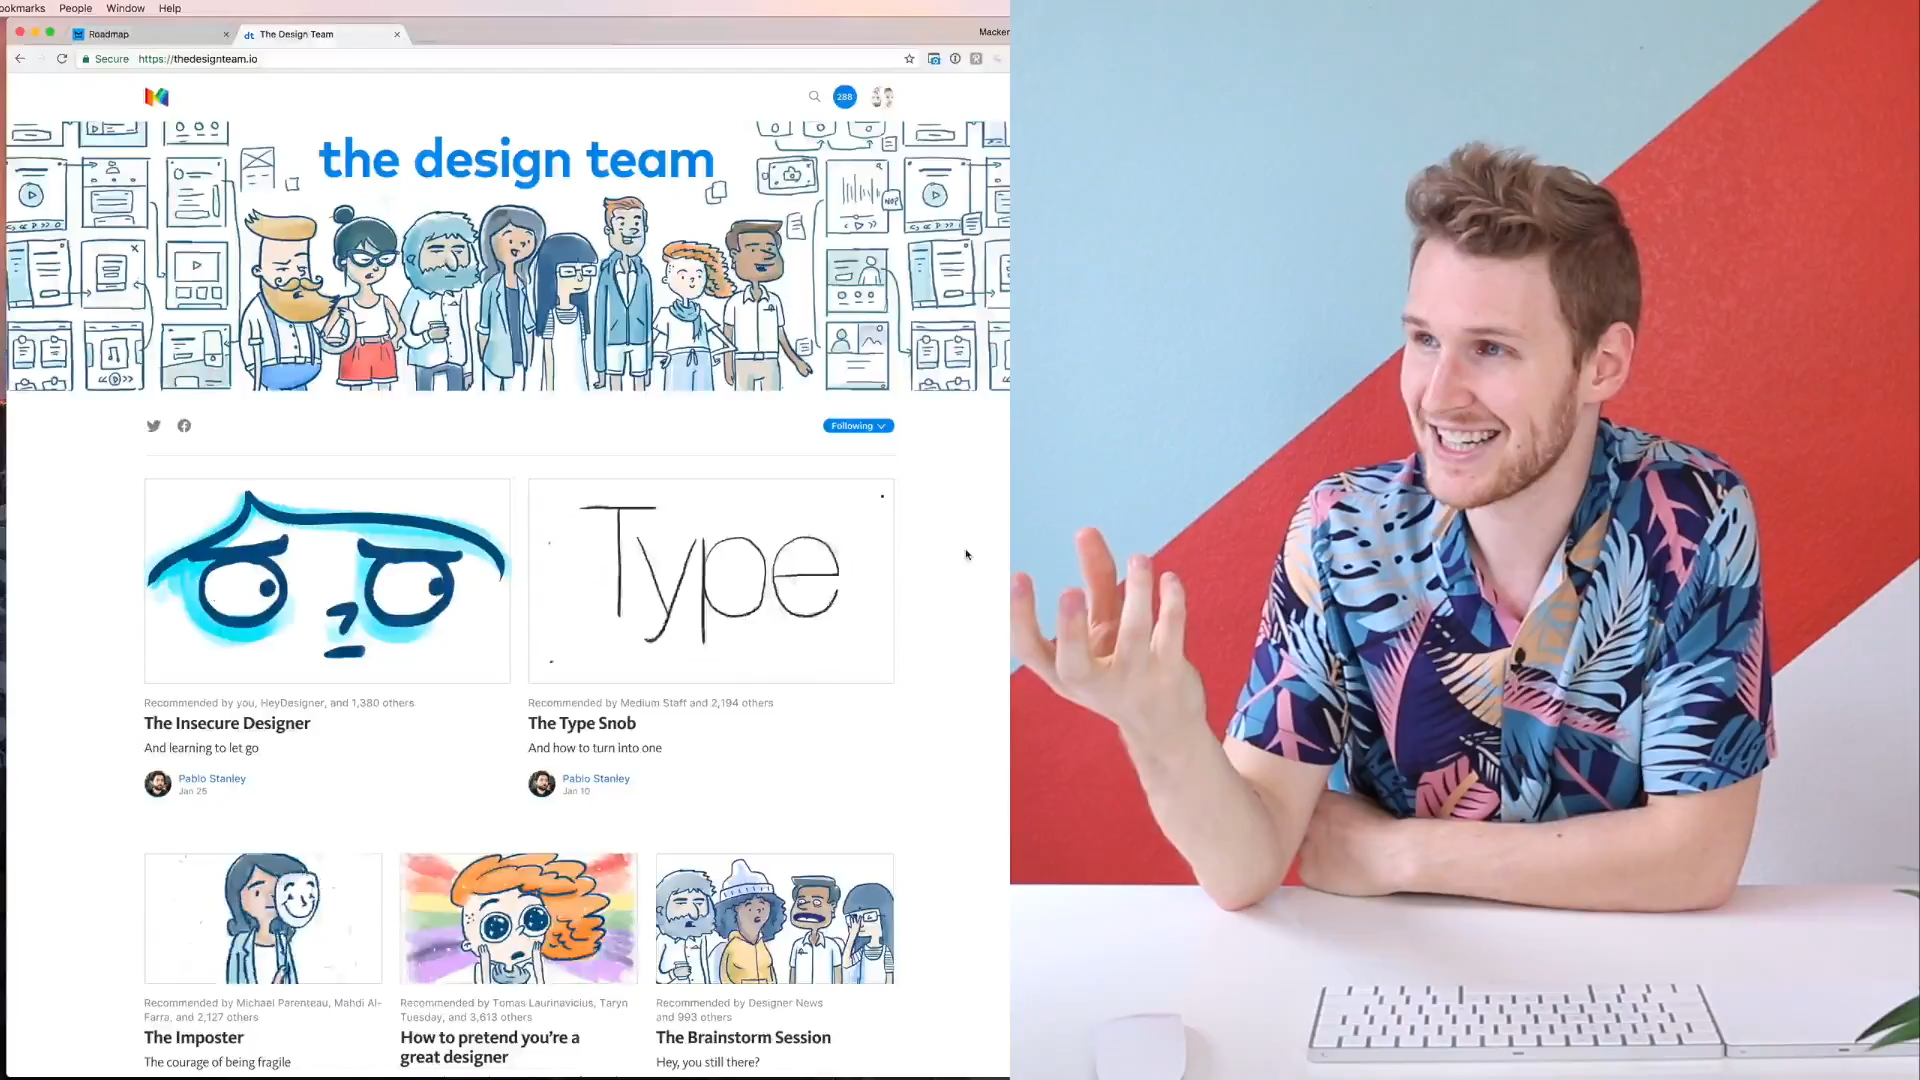 ookmarks People Window Help
Roadmap
dt The Design Team
Macker
Secure https://thedesignteam.io
288
the design team
NOPE
Following
Type
Recommended by you, HeyDesigner, and 1,380 others
The Insecure Designer
And learning to let go
Pablo Stanley
Jan 25
Recommended by Medium Staff and 2,194 others
The Type Snob
And how to turn into one
Pablo Stanley
Jan 10
Recommended by Michael Parenteau, Mahdi Al-
Farra, and 2,127 others
The Imposter
The courage of being fragile
Recommended by Tomas Laurinavicius, Taryn
Tuesday, and 3,613 others
How to pretend you're a
great designer
Recommended by Designer News
and 993 others
The Brainstorm Session
Hey, you still there?